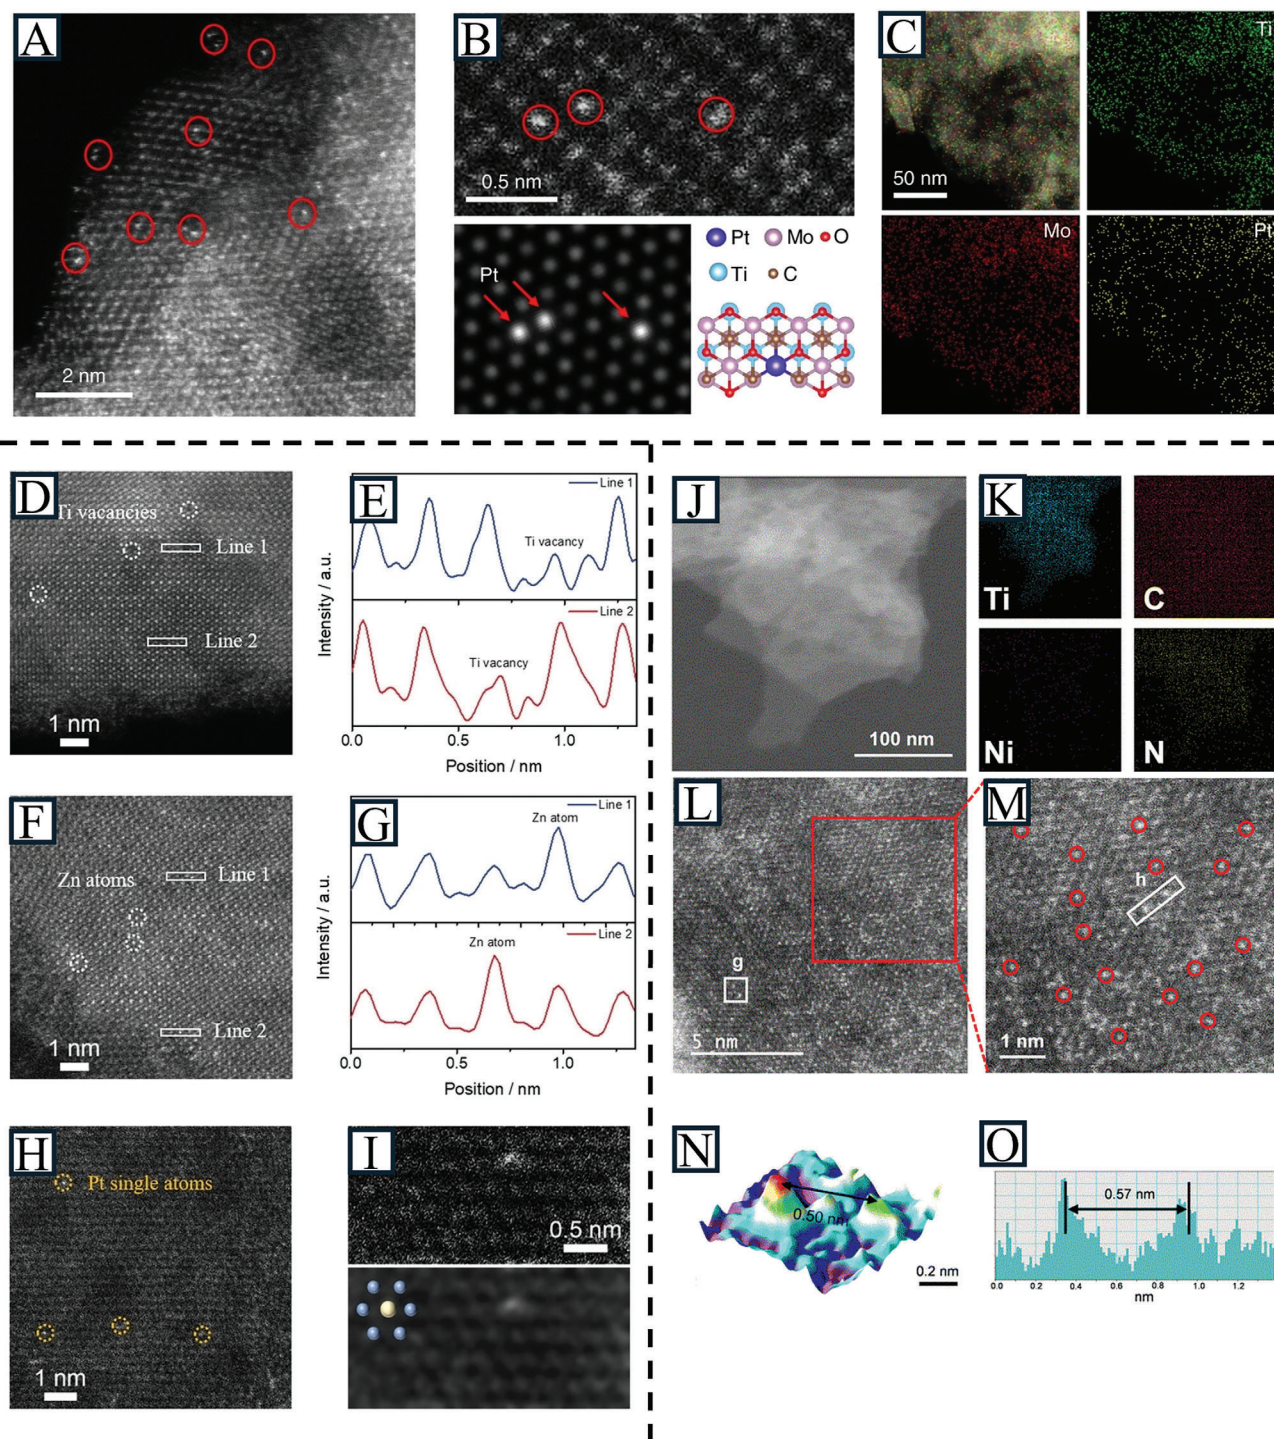 A
2 nm
B
0.5 nm
Pt
Pt Mo O
Ti C
C
50 nm
Ti
Mo
Pt
D
Ti vacancies
Line 1
Line 2
1 nm
E
Line 1
Ti vacancy
Line 2
Ti vacancy
Intensity / a.u.
0.0 0.5 1.0
Position / nm
F
Zn atoms
Line 1
Line 2
1 nm
G
Line 1
Zn atom
Line 2
Zn atom
Intensity / a.u.
0.0 0.5 1.0
Position / nm
H
Pt single atoms
1 nm
I
0.5 nm
J
100 nm
K
Ti
C
Ni
N
L
g
5 nm
M
h
1 nm
N
0.50 nm
0.2 nm
O
0.57 nm
0.0 0.2 0.4 0.6 0.8 1.0 1.2
nm